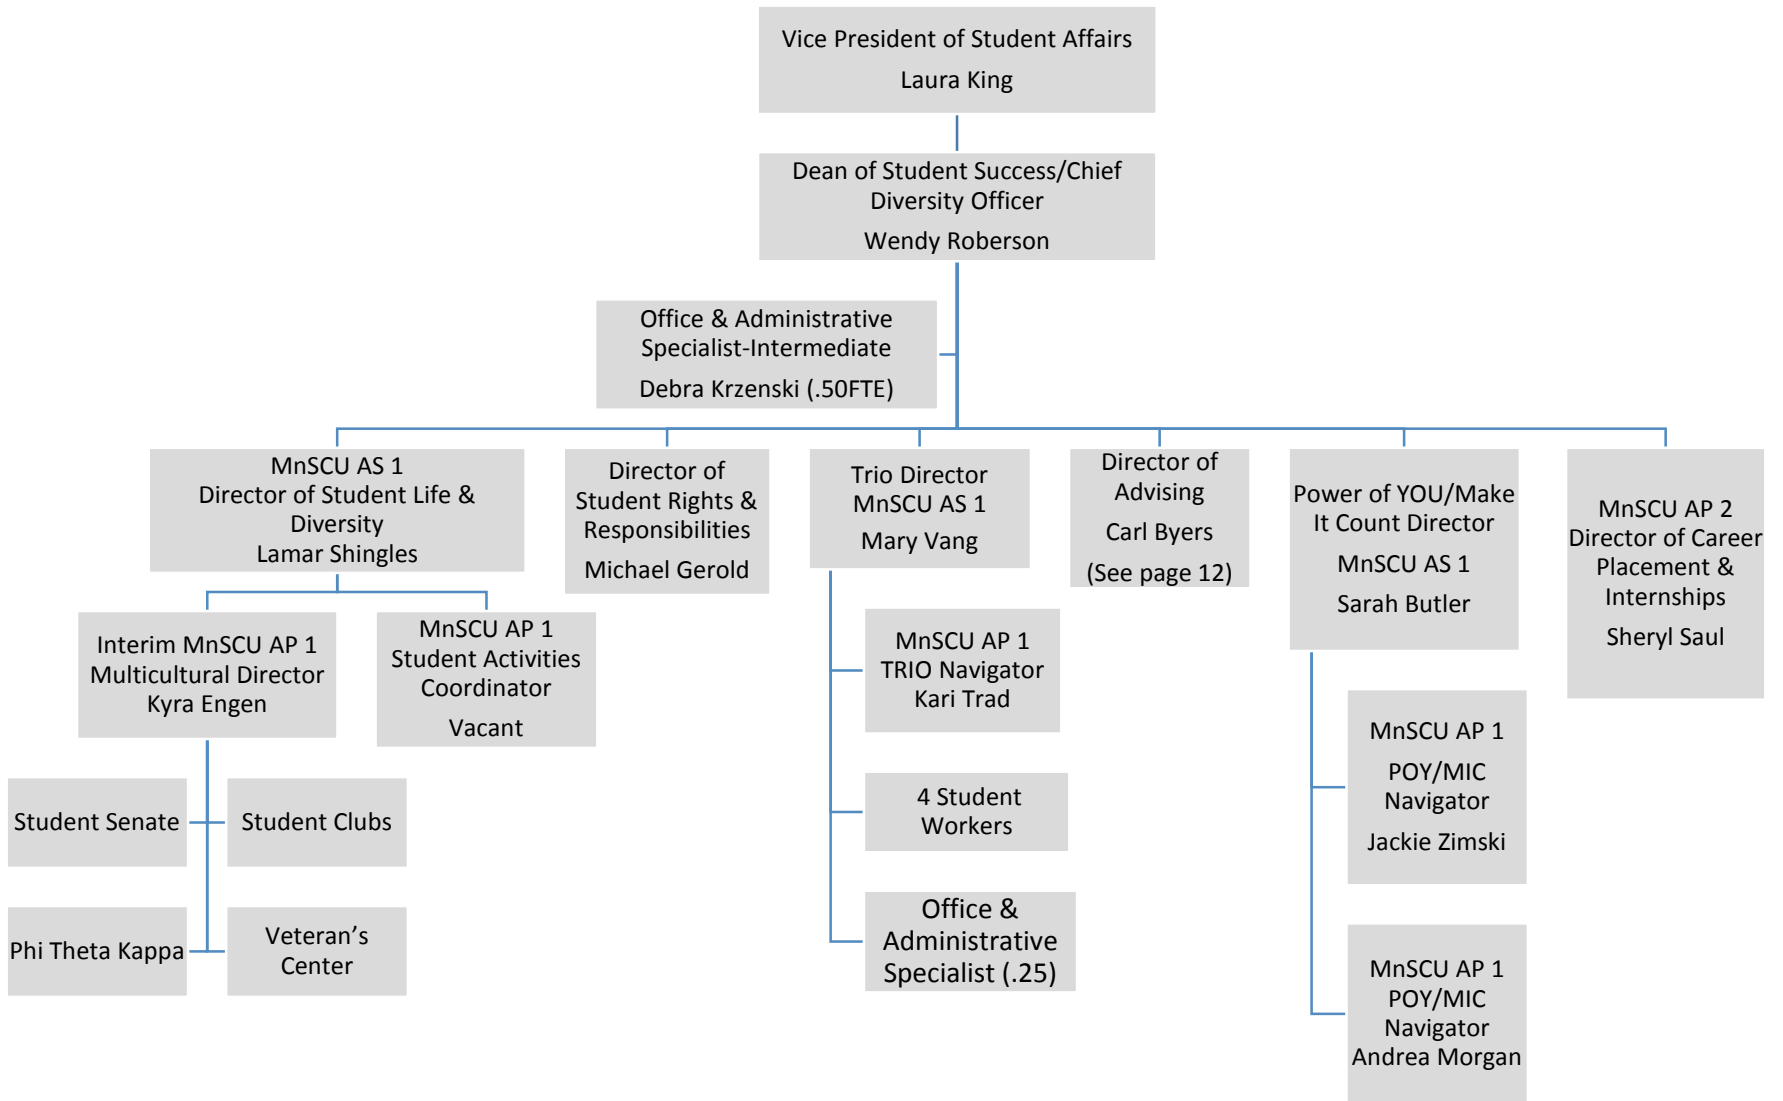 Vice President of Student Affairs
Laura King
Dean of Student Success/Chief
Diversity Officer
Wendy Roberson
Office & Administrative
Specialist-Intermediate
Debra Krzenski (.50FTE)
MnSCU AS 1
Director of Student Life &
Diversity
Lamar Shingles
Director of
Student Rights &
Responsibilities
Michael Gerold
Trio Director
MnSCU AS 1
Mary Vang
Director of
Advising
Carl Byers
(See page 12)
Power of YOU/Make
It Count Director
MnSCU AS 1
Sarah Butler
MnSCU AP 2
Director of Career
Placement &
Internships
Sheryl Saul
Interim MnSCU AP 1
Multicultural Director
Kyra Engen
MnSCU AP 1
Student Activities
Coordinator
Vacant
Student Senate
Student Clubs
Phi Theta Kappa
Veteran’s
Center
MnSCU AP 1
TRIO Navigator
Kari Trad
4 Student
Workers
Office &
Administrative
Specialist (.25)
MnSCU AP 1
POY/MIC
Navigator
Jackie Zimski
MnSCU AP 1
POY/MIC
Navigator
Andrea Morgan